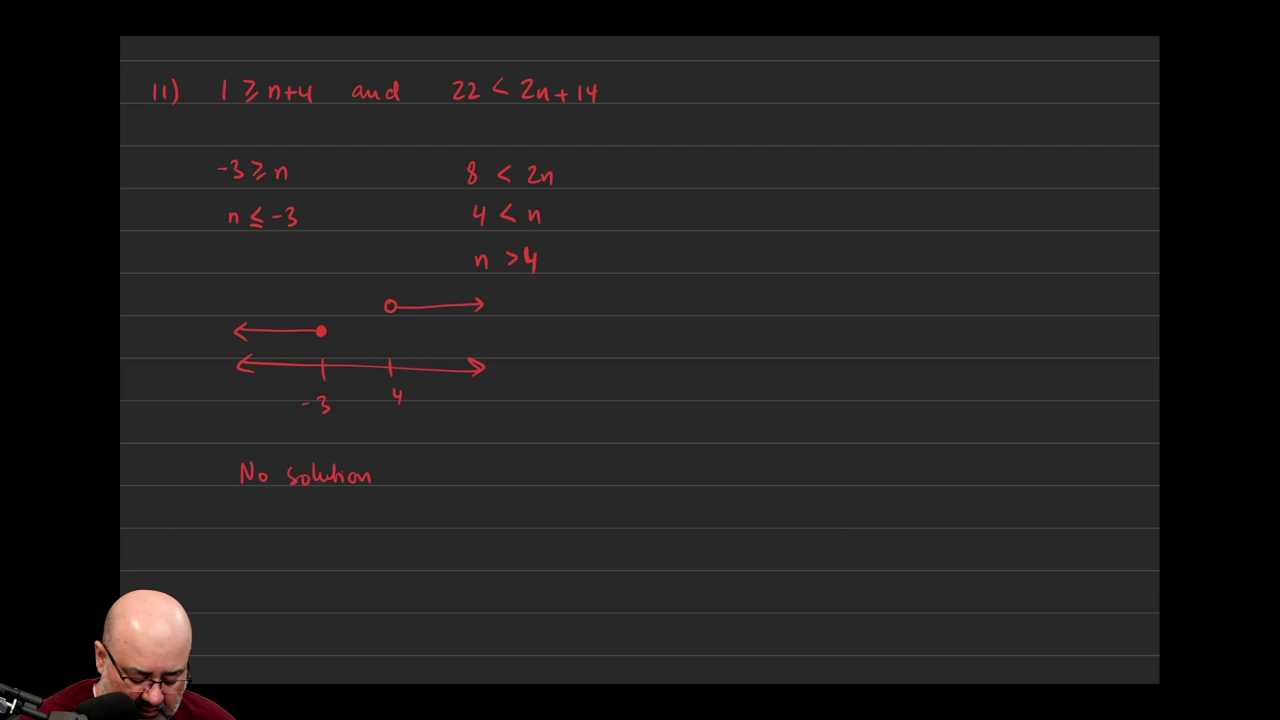 11) 1 ≥ n+4 and 22 < 2n+14
-3 ≥ n 8 < 2n
n ≤ -3 4 < n
n > 4
-3 4
No solution